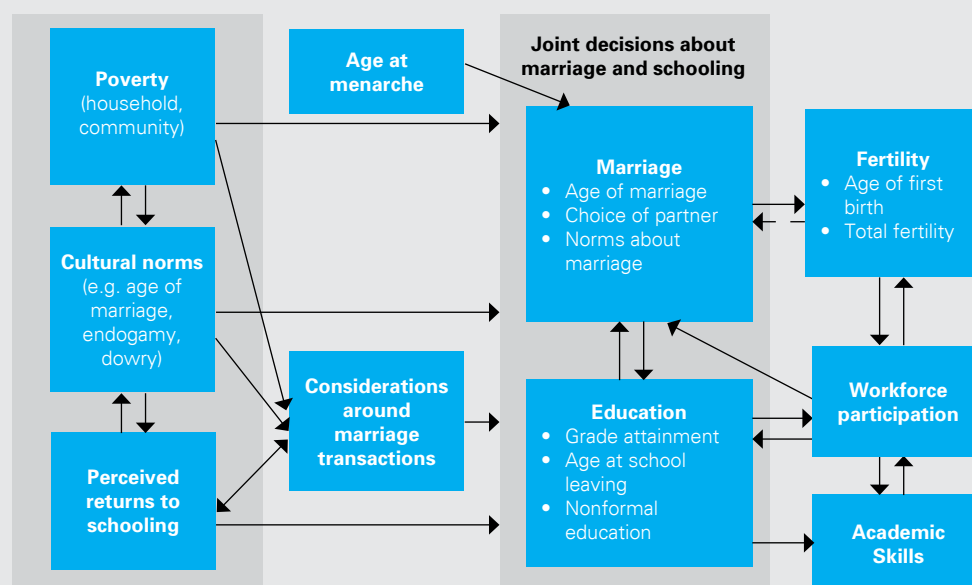 Poverty
(household,
community)
Cultural norms
(e.g. age of
marriage,
endogamy,
dowry)
Perceived
returns to
schooling
Age at
menarche
Considerations
around
marriage
transactions
Joint decisions about
marriage and schooling
Marriage
• Age of marriage
• Choice of partner
• Norms about
marriage
Education
• Grade attainment
• Age at school
leaving
• Nonformal
education
Fertility
• Age of first
birth
• Total fertility
Workforce
participation
Academic
Skills